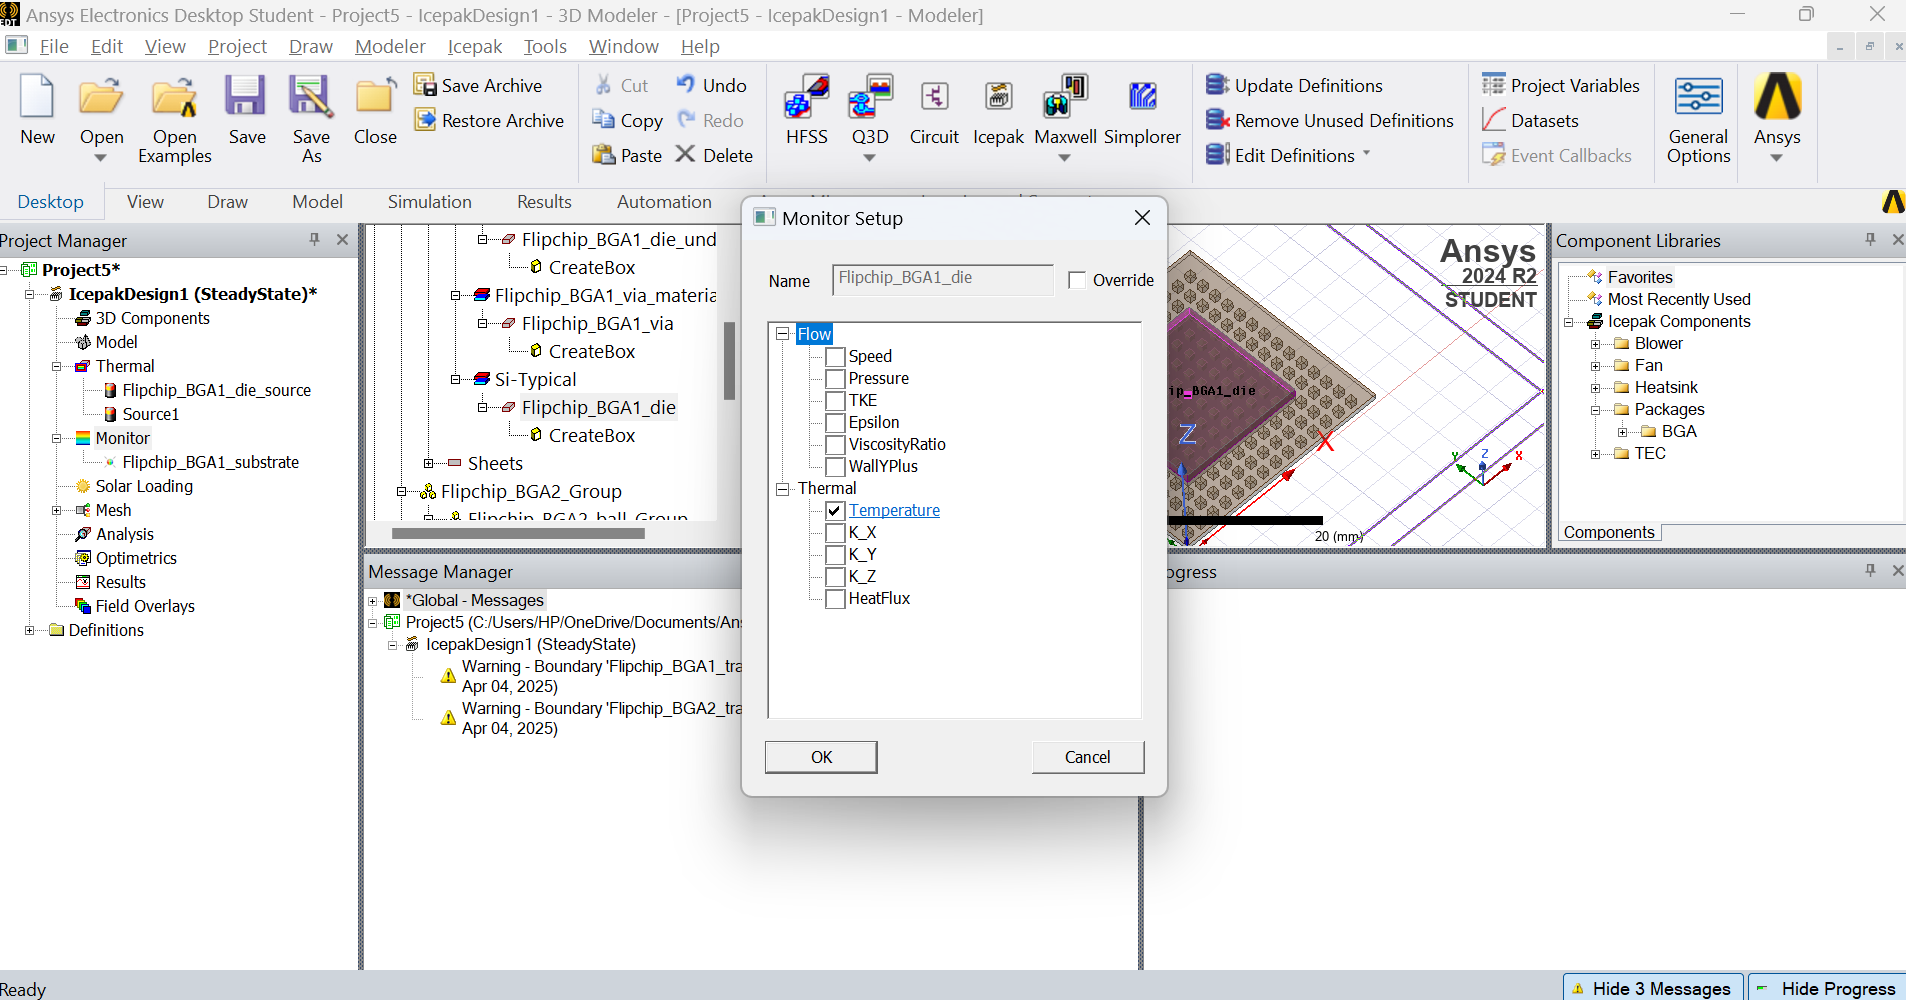 Ansys Electronics Desktop Student - Project5 - IcepakDesign1 - 3D Modeler - [Project5 - IcepakDesign1 - Modeler]
File Edit View Project Draw Modeler Icepak Tools Window Help
New
Open
Open Examples
Save
Save As
Close
Save Archive
Restore Archive
Cut
Copy
Paste
Undo
Redo
Delete
HFSS
Q3D
Circuit
Icepak
Maxwell
Simplorer
Update Definitions
Remove Unused Definitions
Edit Definitions
Project Variables
Datasets
Event Callbacks
General Options
Ansys
Desktop View Draw Model Simulation Results Automation
Project Manager
Project5*
IcepakDesign1 (SteadyState)*
3D Components
Model
Thermal
Flipchip_BGA1_die_source
Source1
Monitor
Flipchip_BGA1_substrate
Solar Loading
Mesh
Analysis
Optimetrics
Results
Field Overlays
Definitions
Flipchip_BGA1_die_und
CreateBox
Flipchip_BGA1_via_materia
Flipchip_BGA1_via
CreateBox
Si-Typical
Flipchip_BGA1_die
CreateBox
Sheets
Flipchip_BGA2_Group
Flipchip_BGA2_ball_Group
Monitor Setup
Name Flipchip_BGA1_die Override
Flow
Speed
Pressure
TKE
Epsilon
ViscosityRatio
WallYPlus
Thermal
Temperature
K_X
K_Y
K_Z
HeatFlux
OK Cancel
Ansys
2024 R2
STUDENT
ip_BGA1_die
Z
X
Y Z X
20 (mm)
Component Libraries
Favorites
Most Recently Used
Icepak Components
Blower
Fan
Heatsink
Packages
BGA
TEC
Components
Message Manager
*Global - Messages
Project5 (C:/Users/HP/OneDrive/Documents/An
IcepakDesign1 (SteadyState)
Warning - Boundary 'Flipchip_BGA1_tra
Apr 04, 2025)
Warning - Boundary 'Flipchip_BGA2_tra
Apr 04, 2025)
ogress
Ready
Hide 3 Messages
Hide Progress